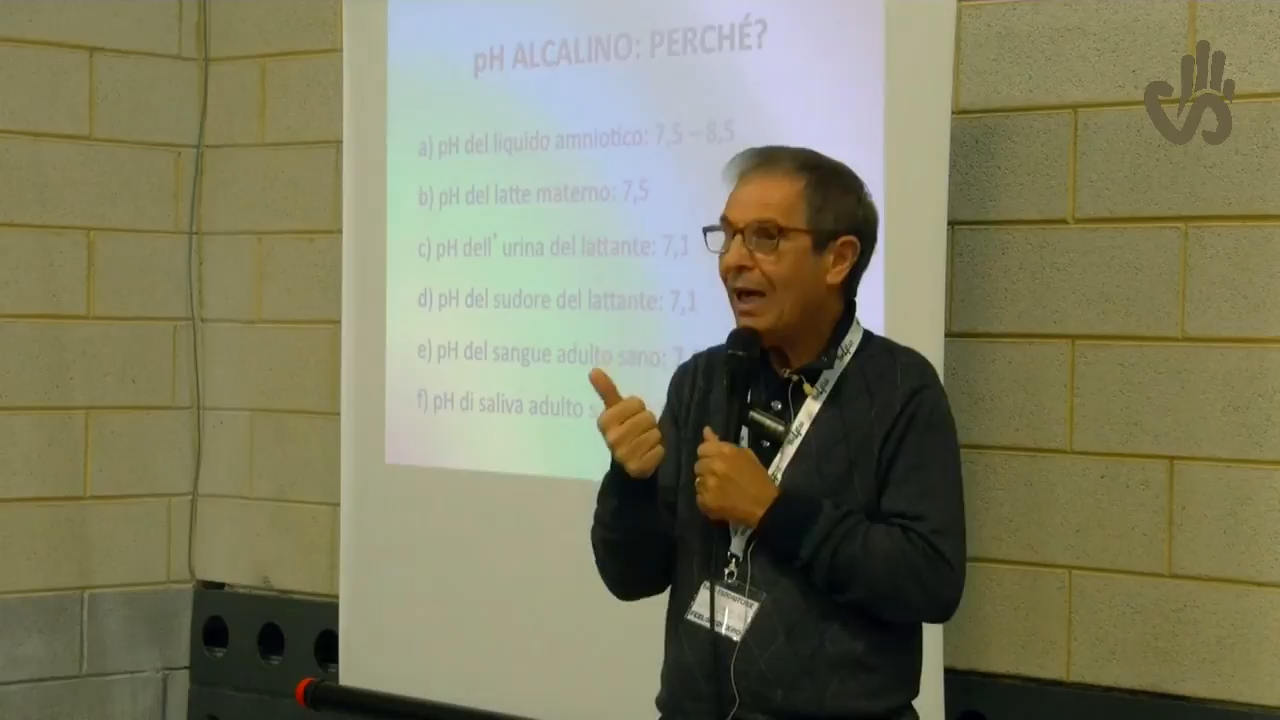 pH ALCALINO: PERCHÉ?
a) pH del liquido amniotico: 7,5 – 8,5
b) pH del latte materno: 7,5
c) pH dell' urina del lattante: 7,1
d) pH del sudore del lattante: 7,1
e) pH del sangue adulto sano: 7,
f) pH di saliva adulto s